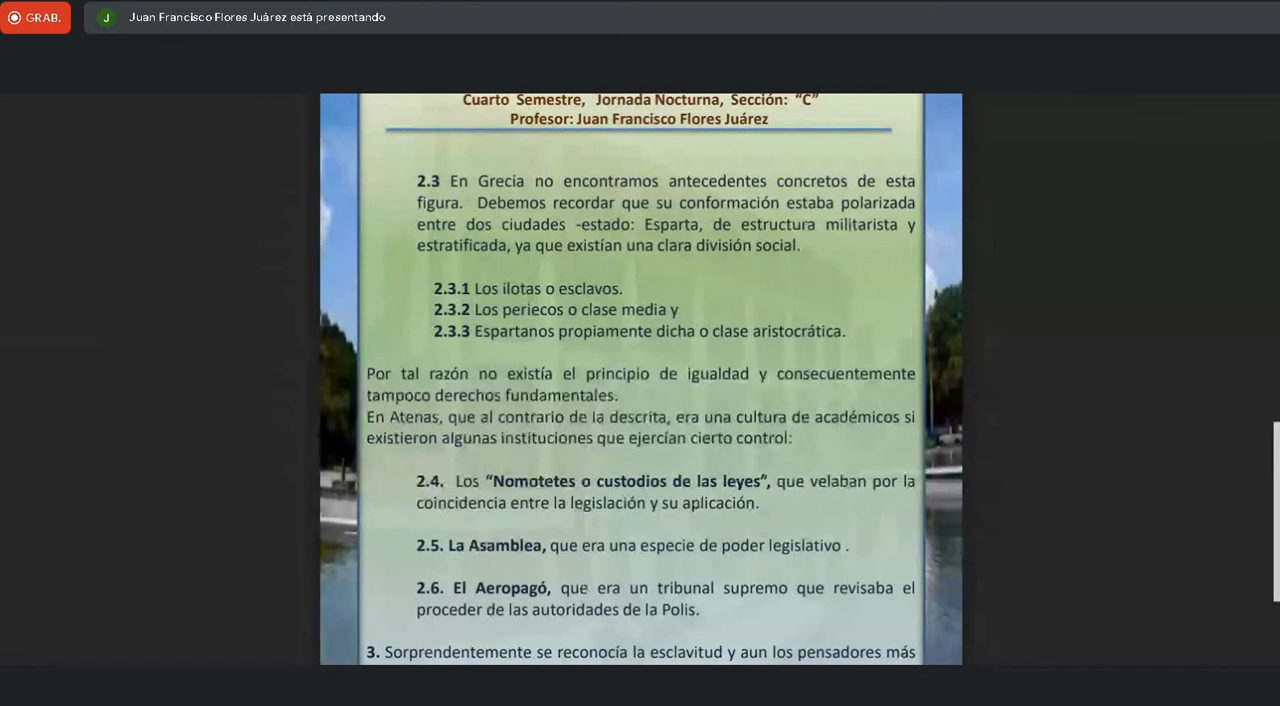 GRAB.
J
Juan Francisco Flores Juárez está presentando
Cuarto Semestre, Jornada Nocturna, Sección: “C”
Profesor: Juan Francisco Flores Juárez
2.3 En Grecia no encontramos antecedentes concretos de esta
figura. Debemos recordar que su conformación estaba polarizada
entre dos ciudades -estado: Esparta, de estructura militarista y
estratificada, ya que existían una clara división social.
2.3.1 Los ilotas o esclavos.
2.3.2 Los periecos o clase media y
2.3.3 Espartanos propiamente dicha o clase aristocrática.
Por tal razón no existía el principio de igualdad y consecuentemente
tampoco derechos fundamentales.
En Atenas, que al contrario de la descrita, era una cultura de académicos si
existieron algunas instituciones que ejercían cierto control:
2.4. Los “Nomotetes o custodios de las leyes”, que velaban por la
coincidencia entre la legislación y su aplicación.
2.5. La Asamblea, que era una especie de poder legislativo .
2.6. El Aeropagó, que era un tribunal supremo que revisaba el
proceder de las autoridades de la Polis.
3. Sorprendentemente se reconocía la esclavitud y aun los pensadores más